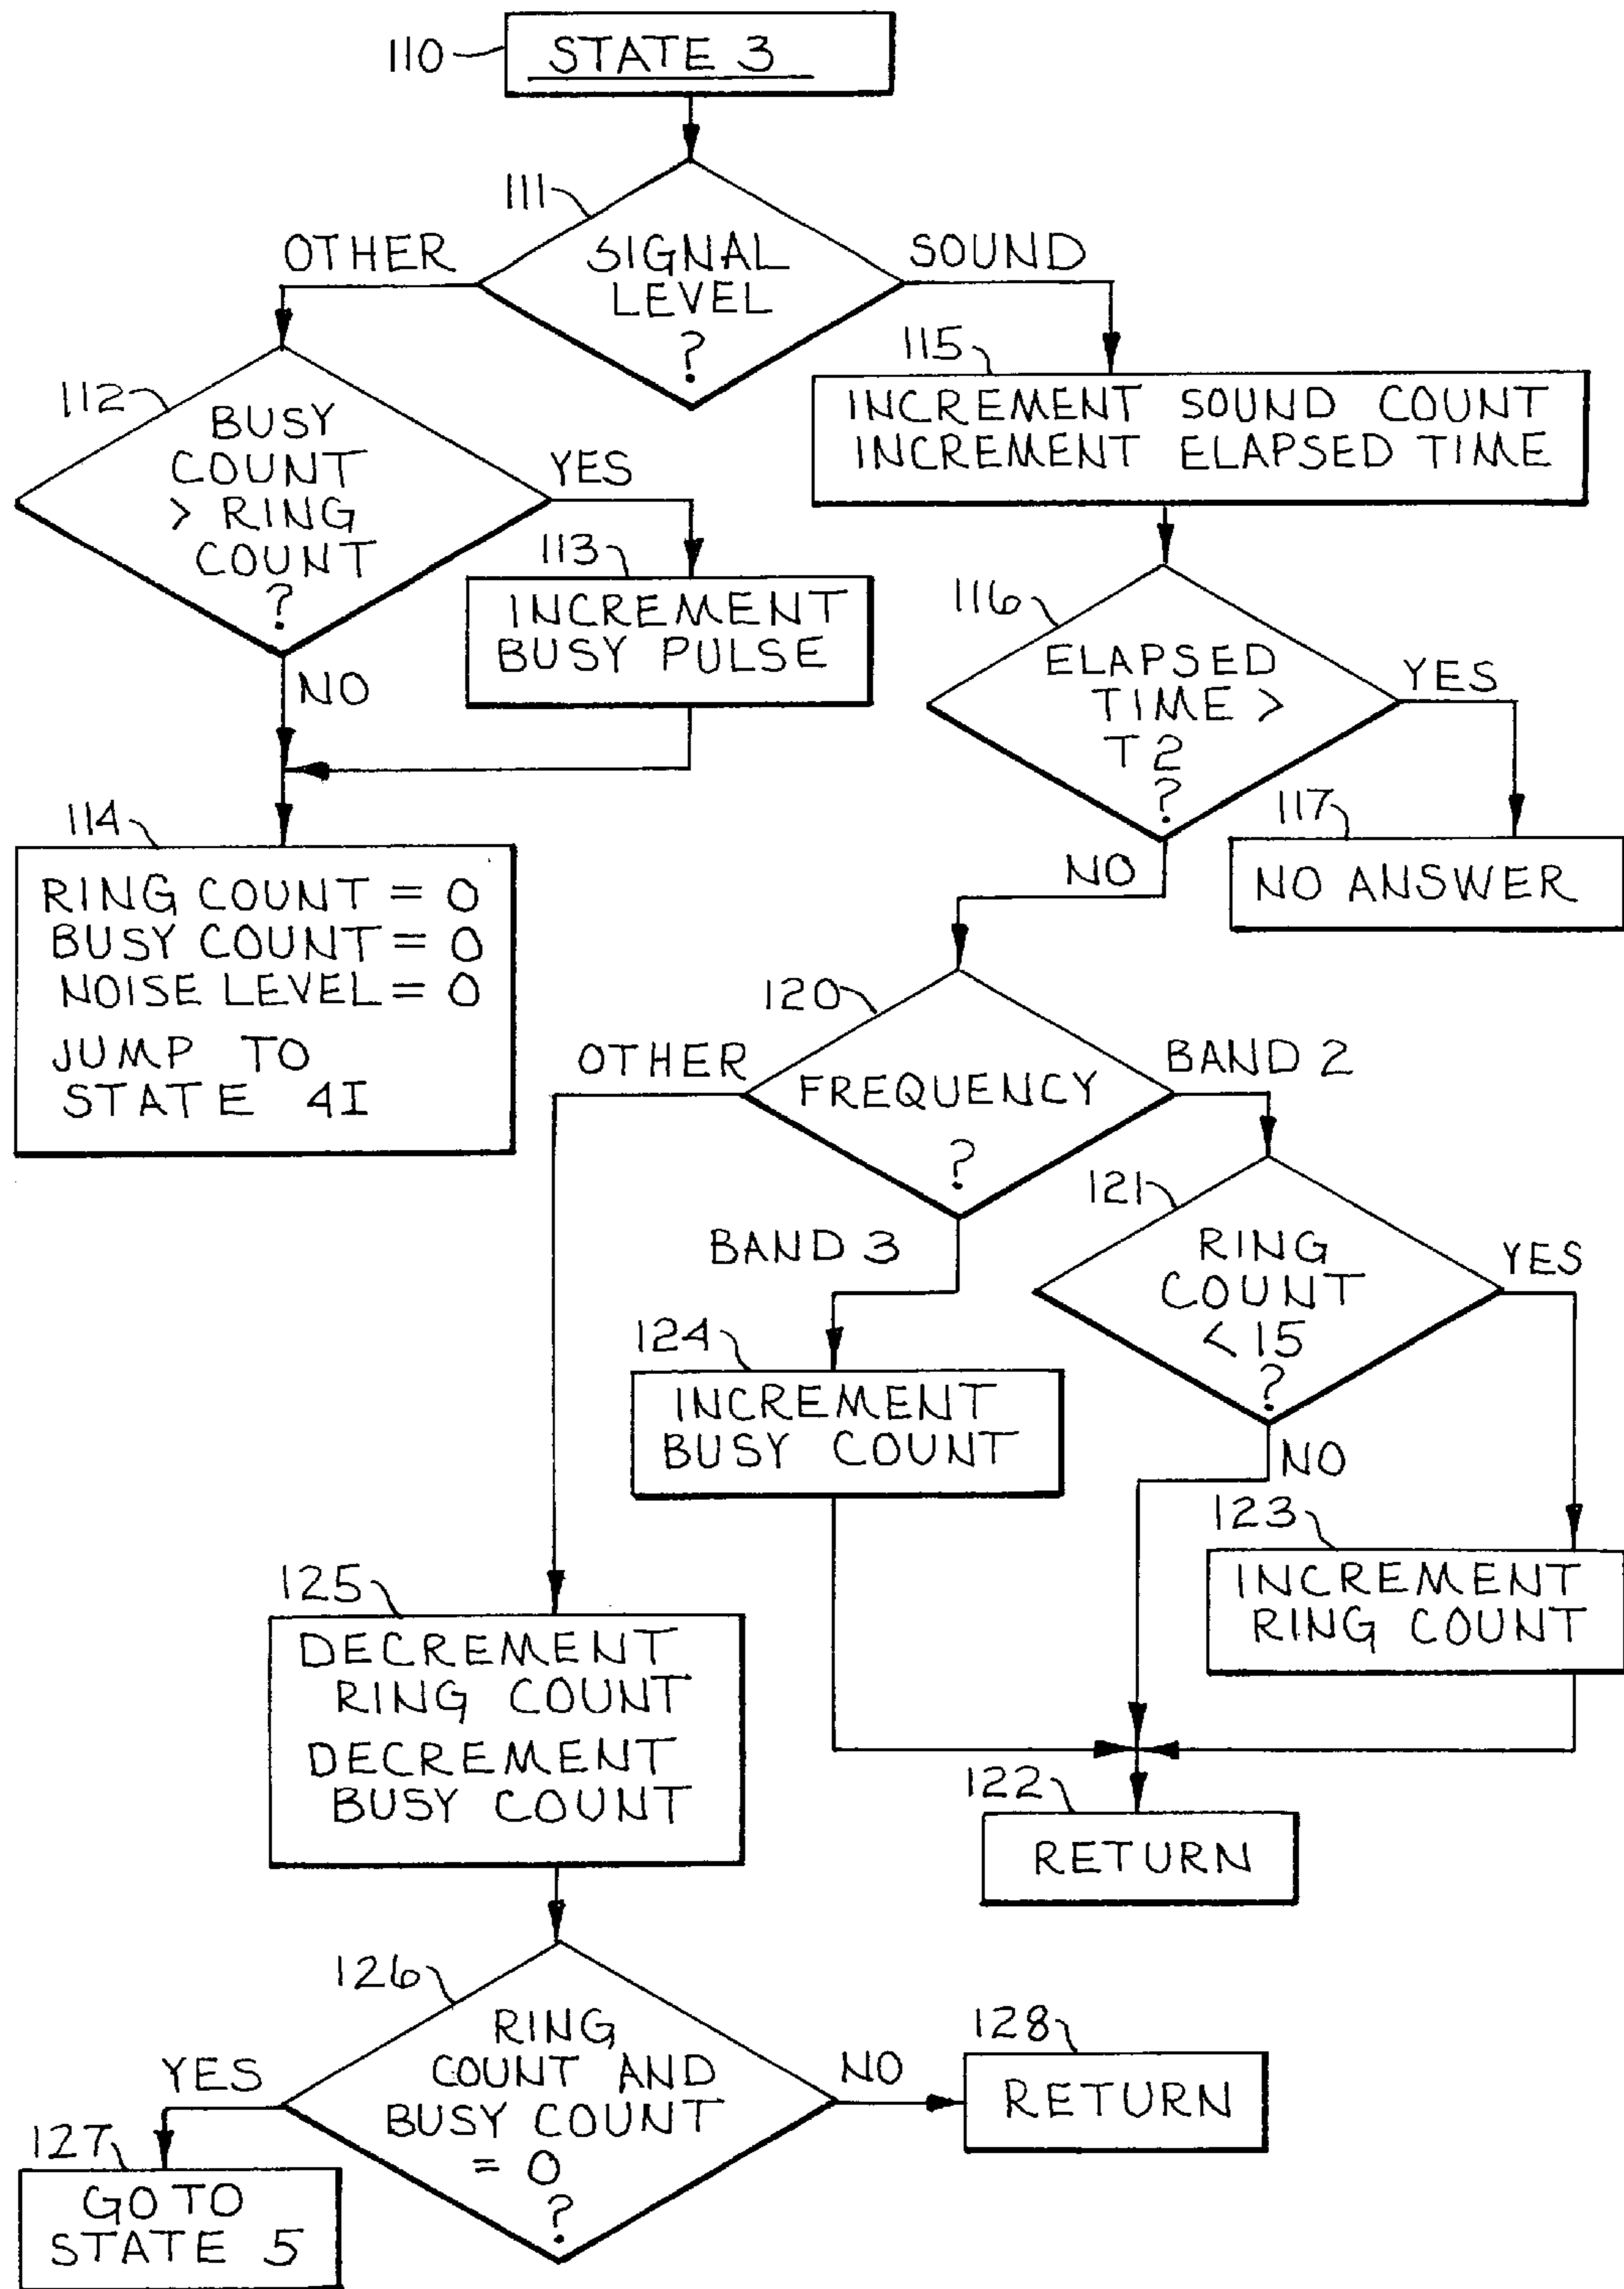 110
STATE 3
111
SIGNAL
LEVEL
?
OTHER
SOUND
112
BUSY
COUNT
> RING
COUNT
?
YES
NO
113
INCREMENT
BUSY PULSE
114
RING COUNT = 0
BUSY COUNT = 0
NOISE LEVEL = 0
JUMP TO
STATE 4I
115
INCREMENT SOUND COUNT
INCREMENT ELAPSED TIME
116
ELAPSED
TIME >
T2
?
YES
NO
117
NO ANSWER
120
FREQUENCY
?
OTHER
BAND 2
BAND 3
121
RING
COUNT
< 15
?
YES
NO
124
INCREMENT
BUSY COUNT
123
INCREMENT
RING COUNT
122
RETURN
125
DECREMENT
RING COUNT
DECREMENT
BUSY COUNT
126
RING
COUNT AND
BUSY COUNT
= 0
?
YES
NO
127
GO TO
STATE 5
128
RETURN